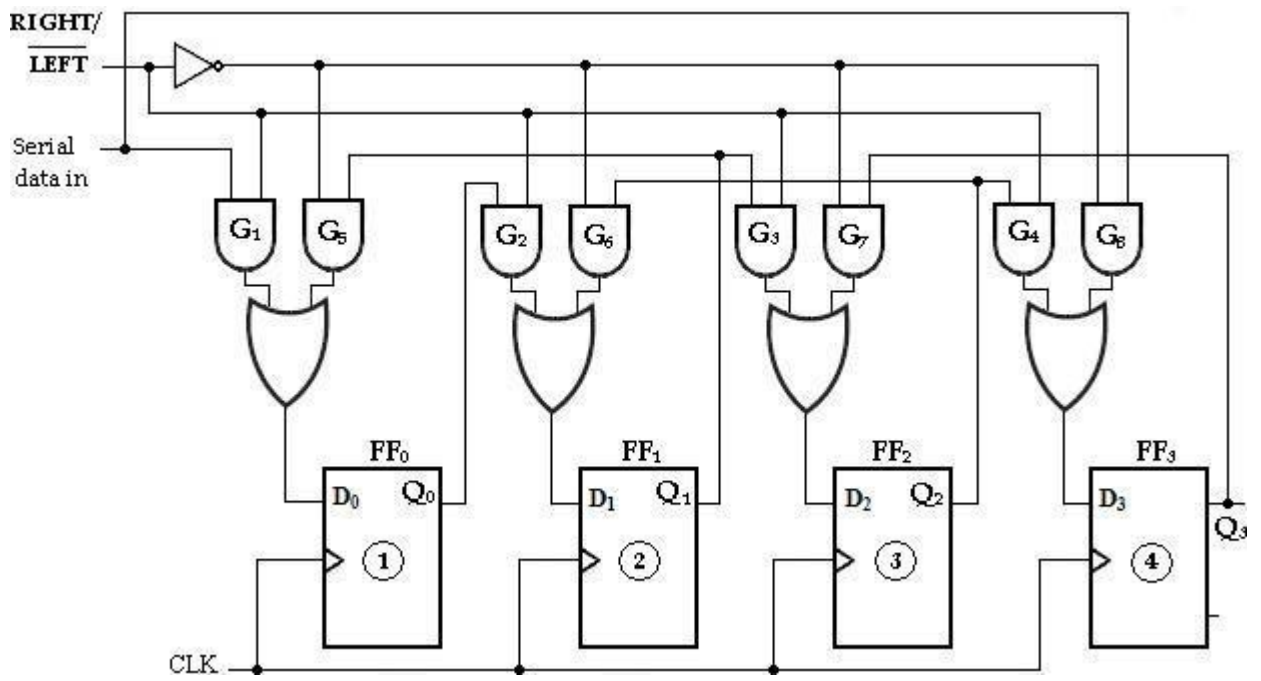 RIGHT/
LEFT
Serial
data in
G₁ G₅ G₂ G₆ G₃ G₇ G₄ G₈
FF₀ FF₁ FF₂ FF₃
D₀ Q₀ D₁ Q₁ D₂ Q₂ D₃
Q₃
1 2 3 4
CLK